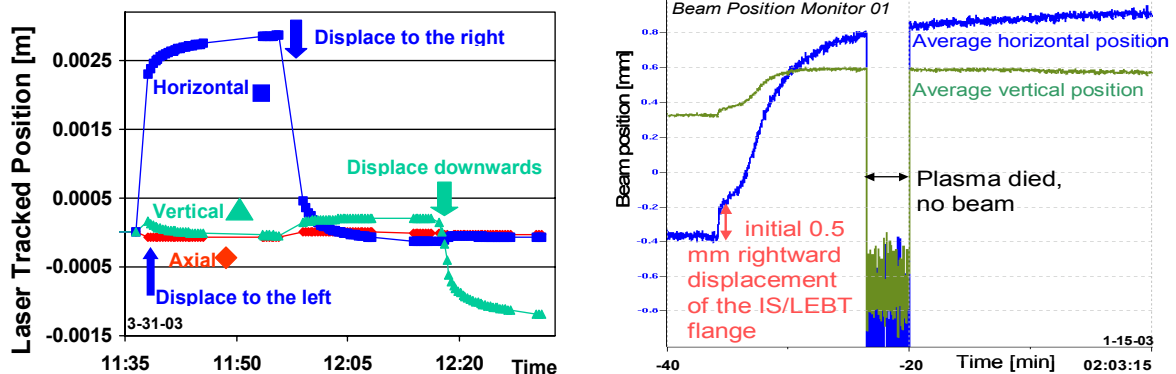 Laser Tracked Position [m]
0.0025
0.0015
0.0005
-0.0005
-0.0015
Displace to the right
Horizontal
Displace downwards
Vertical
Axial
Displace to the left
3-31-03
11:35
11:50
12:05
12:20
Time
Beam Position Monitor 01
Beam position [mm]
0.8
0.6
0.4
0.2
0
-0.2
-0.4
-0.6
-0.8
Average horizontal position
Average vertical position
Plasma died,
no beam
initial 0.5
mm rightward
displacement
of the IS/LEBT
flange
1-15-03
-40
-20
Time [min]
02:03:15